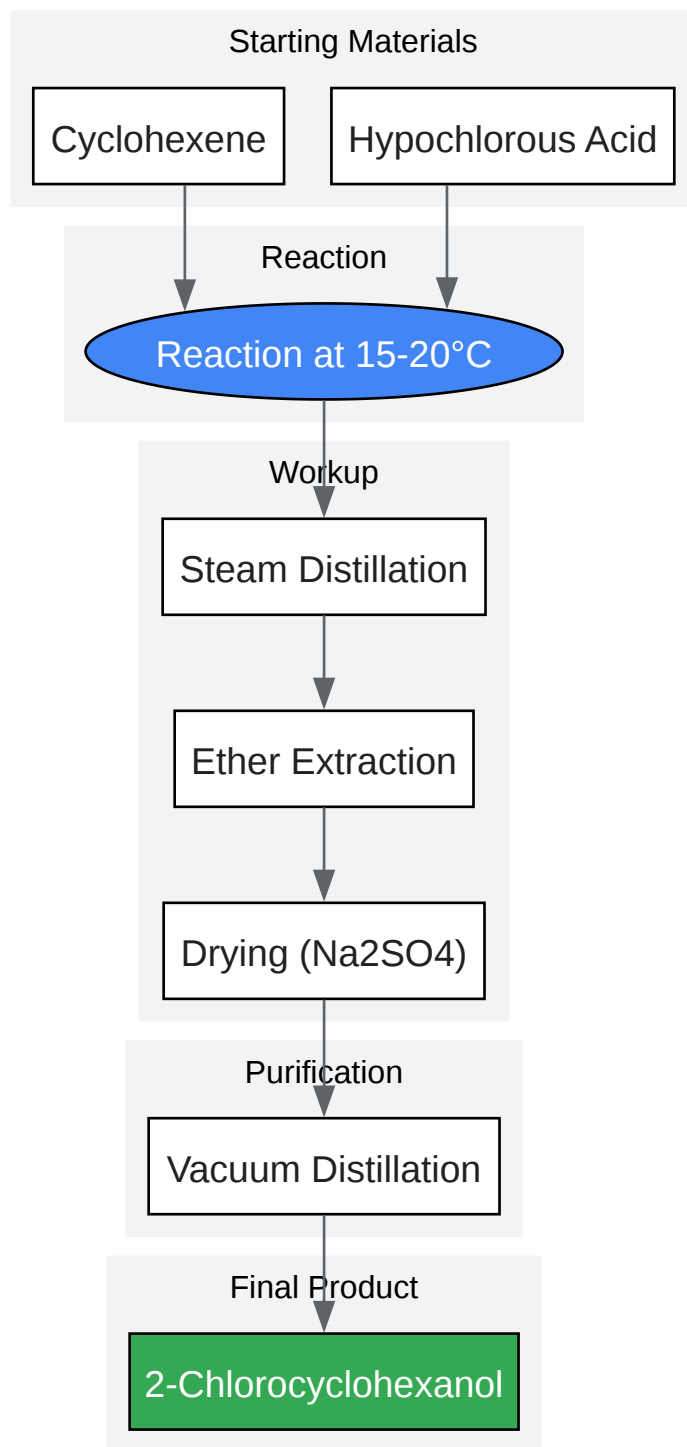 Starting Materials
Cyclohexene
Hypochlorous Acid
Reaction
Reaction at 15-20°C
Workup
Steam Distillation
Ether Extraction
Drying (Na2SO4)
Purification
Vacuum Distillation
Final Product
2-Chlorocyclohexanol